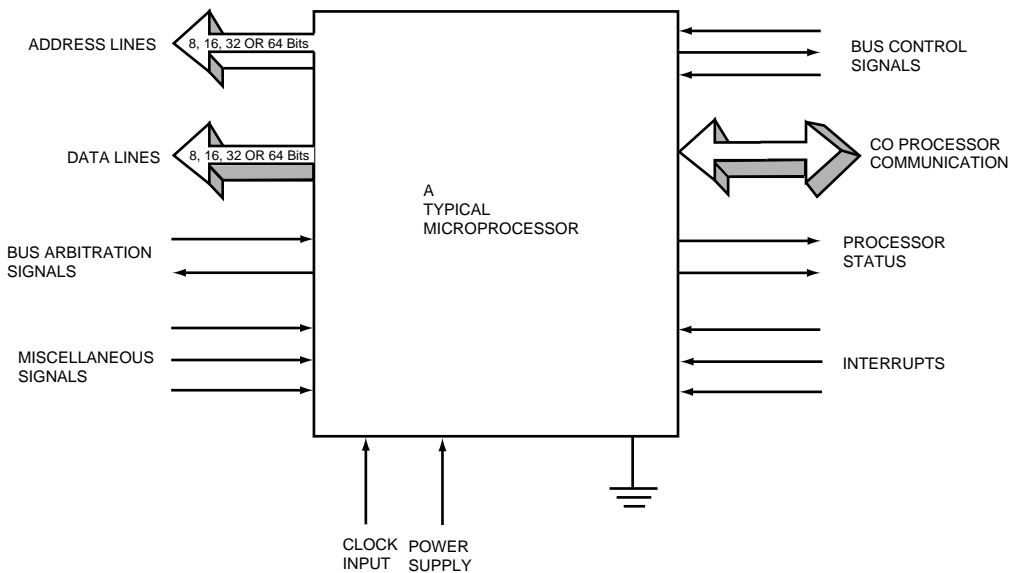 ADDRESS LINES
8, 16, 32 OR 64 Bits
DATA LINES
8, 16, 32 OR 64 Bits
BUS ARBITRATION
SIGNALS
MISCELLANEOUS
SIGNALS
A
TYPICAL
MICROPROCESSOR
BUS CONTROL
SIGNALS
CO PROCESSOR
COMMUNICATION
PROCESSOR
STATUS
INTERRUPTS
CLOCK
INPUT
POWER
SUPPLY